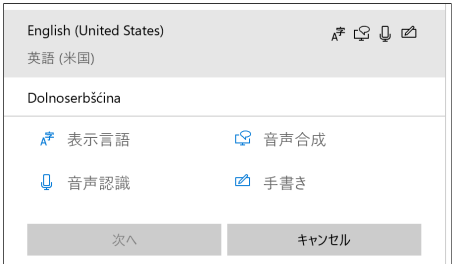 English (United States)
英語 (米国)
Dolnoserbšćina
表示言語
音声合成
音声認識
手書き
次へ
キャンセル